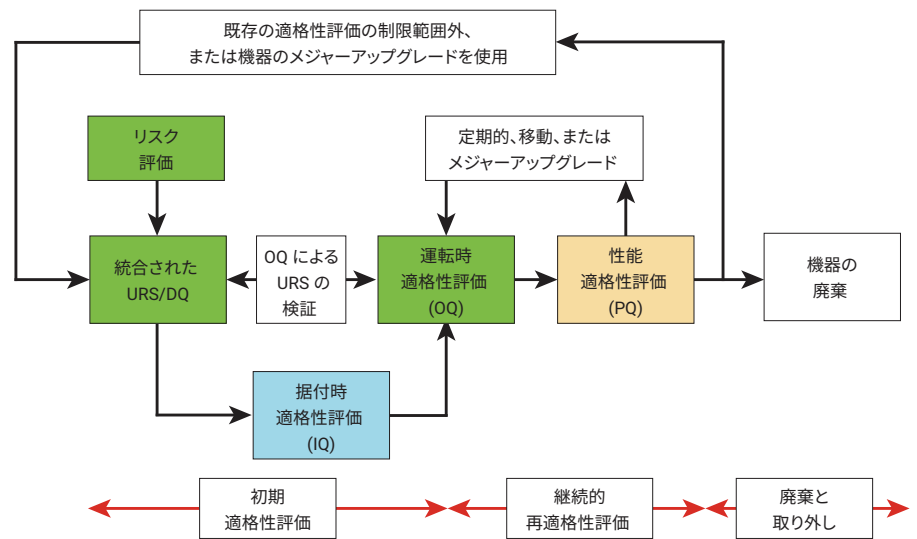 既存の適格性評価の制限範囲外、
または機器のメジャーアップグレードを使用
リスク
評価
定期的、移動、または
メジャーアップグレード
統合された
URS/DQ
OQ による
URS の
検証
運転時
適格性評価
(OQ)
性能
適格性評価
(PQ)
機器の
廃棄
据付時
適格性評価
(IQ)
初期
適格性評価
継続的
再適格性評価
廃棄と
取り外し